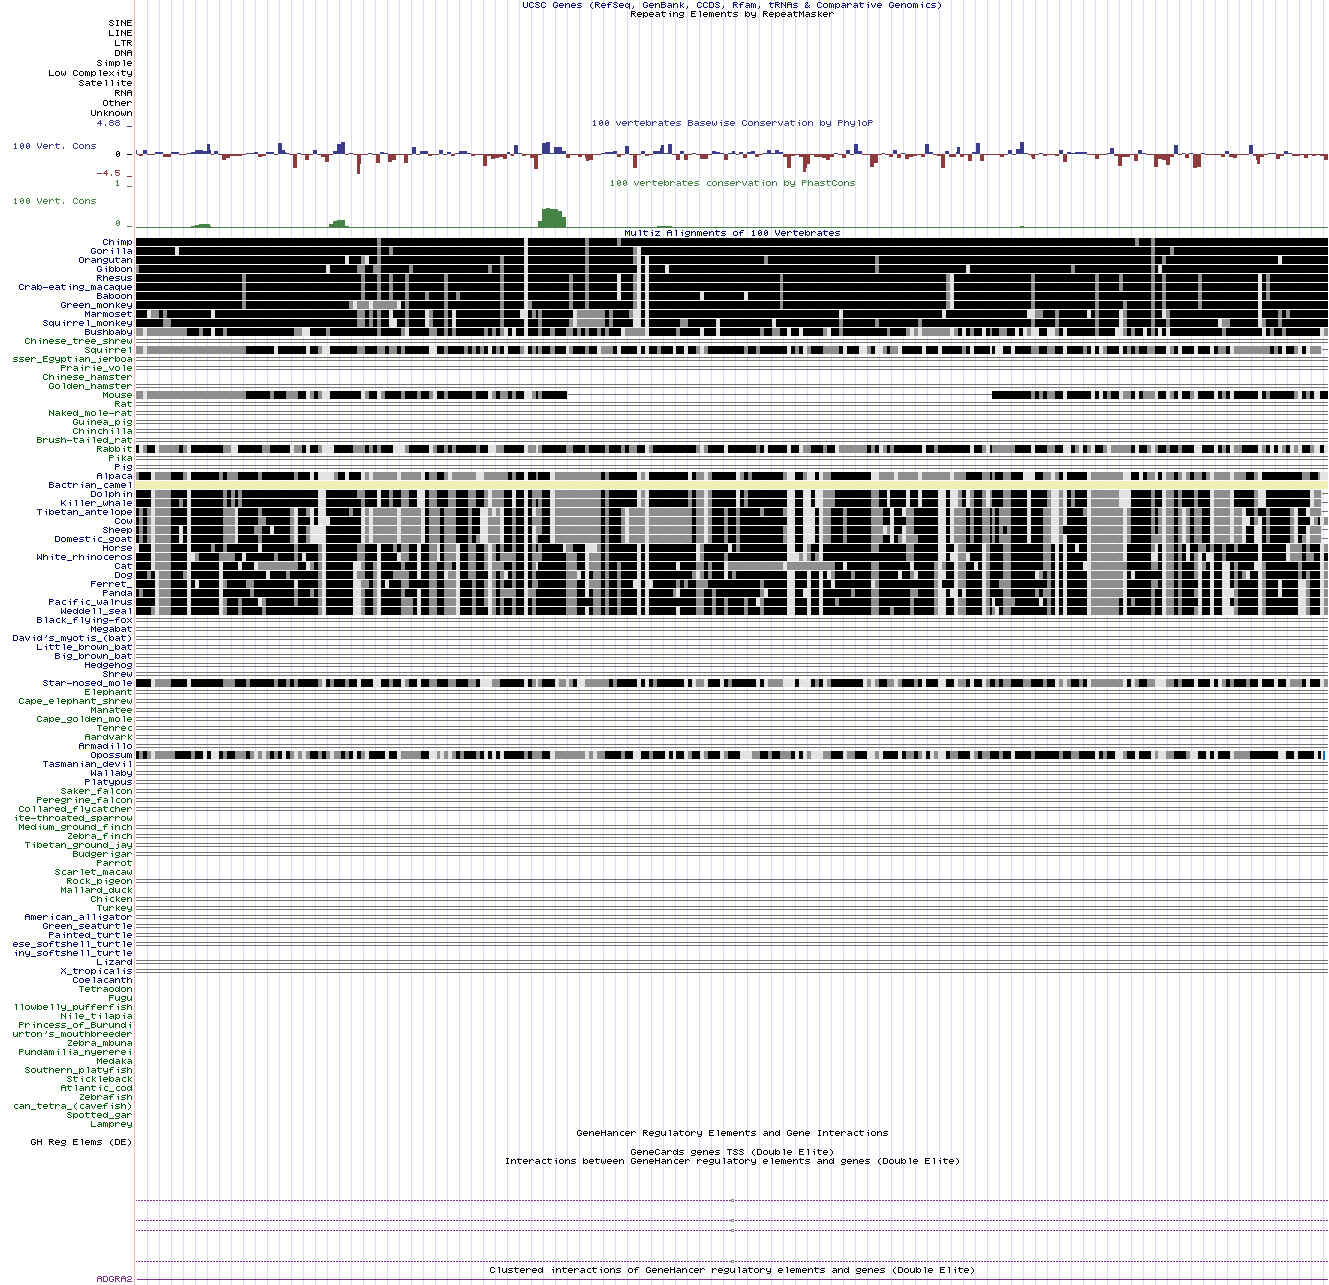 UCSC Genes (RefSeq, GenBank, CCDS, Rfam, tRNAs & Comparative Genomics)
Repeating Elements by RepeatMasker
SINE
LINE
LTR
DNA
Simple
Low Complexity
Satellite
RNA
Other
Unknown
4.88 _
100 vertebrates Basewise Conservation by PhyloP
100 Vert. Cons
0 -
-4.5 _
100 vertebrates conservation by PhastCons
1 _
100 Vert. Cons
0 _
Multiz Alignments of 100 Vertebrates
Chimp
Gorilla
Orangutan
Gibbon
Rhesus
Crab-eating_macaque
Baboon
Green_monkey
Marmoset
Squirrel_monkey
Bushbaby
Chinese_tree_shrew
Squirrel
sser_Egyptian_jerboa
Prairie_vole
Chinese_hamster
Golden_hamster
Mouse
Rat
Naked_mole-rat
Guinea_pig
Chinchilla
Brush-tailed_rat
Rabbit
Pika
Pig
Alpaca
Bactrian_camel
Dolphin
Killer_whale
Tibetan_antelope
Cow
Sheep
Domestic_goat
Horse
White_rhinoceros
Cat
Dog
Ferret_
Panda
Pacific_walrus
Weddell_seal
Black_flying-fox
Megabat
David's_myotis_(bat)
Little_brown_bat
Big_brown_bat
Hedgehog
Shrew
Star-nosed_mole
Elephant
Cape_elephant_shrew
Manatee
Cape_golden_mole
Tenrec
Aardvark
Armadillo
Opossum
Tasmanian_devil
Wallaby
Platypus
Saker_falcon
Peregrine_falcon
Collared_flycatcher
ite-throated_sparrow
Medium_ground_finch
Zebra_finch
Tibetan_ground_jay
Budgerigar
Parrot
Scarlet_macaw
Rock_pigeon
Mallard_duck
Chicken
Turkey
American_alligator
Green_seaturtle
Painted_turtle
ese_softshell_turtle
iny_softshell_turtle
Lizard
X_tropicalis
Coelacanth
Tetraodon
Fugu
llowbelly_pufferfish
Nile_tilapia
Princess_of_Burundi
urton's_mouthbreeder
Zebra_mbuna
Pundamilia_nyererei
Medaka
Southern_platyfish
Stickleback
Atlantic_cod
Zebrafish
can_tetra_(cavefish)
Spotted_gar
Lamprey
GeneHancer Regulatory Elements and Gene Interactions
GH Reg Elems (DE)
GeneCards genes TSS (Double Elite)
Interactions between GeneHancer regulatory elements and genes (Double Elite)
Clustered interactions of GeneHancer regulatory elements and genes (Double Elite)
ADGRA2